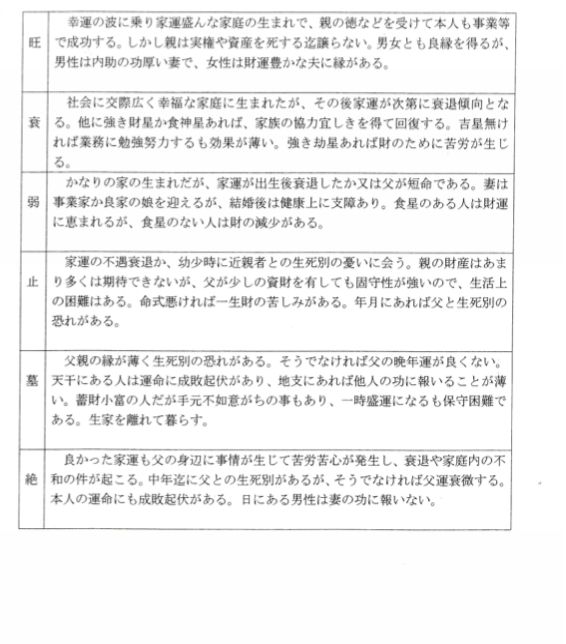 旺
幸運の波に乗り家運盛んな家庭の生まれで、親の徳などを受けて本人も事業等
で成功する。しかし親は実権や資産を死する迄譲らない。男女とも良縁を得るが、
男性は内助の功厚い妻で、女性は財運豊かな夫に縁がある。
衰
社会に交際広く幸福な家庭に生まれたが、その後家運が次第に衰退傾向とな
る。他に強き財星か食神星あれば、家族の協力宜しきを得て回復する。吉星無け
れば業務に勉強努力するも効果が薄い。強き劫星あれば財のために苦労が生じ
る。
弱
かなりの家の生まれだが、家運が出生後衰退したか又は父が短命である。妻は
事業家か良家の娘を迎えるが、結婚後は健康上に支障あり。食星のある人は財運
に恵まれるが、食星のない人は財の減少がある。
止
家運の不遇衰退か、幼少時に近親者との生死別の憂いに会う。親の財産はあま
り多くは期待できないが、父が少しの資財を有しても固守性が強いので、生活上
の困難はある。命式悪ければ一生財の苦しみがある。年月にあれば父と生死別の
恐れがある。
墓
父親の縁が薄く生死別の恐れがある。そうでなければ父の晩年運が良くない。
天干にある人は運命に成敗起伏があり、地支にあれば他人の功に報いることが薄
い。蓄財小富の人だが手元不如意がちの事もあり、一時盛運になるも保守困難で
ある。生家を離れて暮らす。
絶
良かった家運も父の身辺に事情が生じて苦労苦心が発生し、衰退や家庭内の不
和の件が起こる。中年迄に父との生死別があるが、そうでなければ父運衰微する。
本人の運命にも成敗起伏がある。日にある男性は妻の功に報いない。